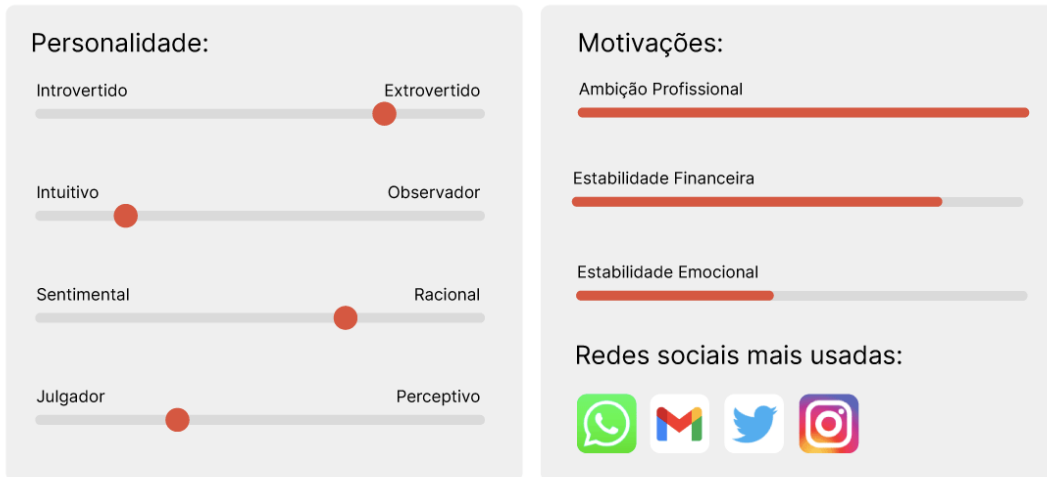 Personalidade:
Introvertido Extrovertido
Intuitivo Observador
Sentimental Racional
Julgador Perceptivo
Motivações:
Ambição Profissional
Estabilidade Financeira
Estabilidade Emocional
Redes sociais mais usadas: